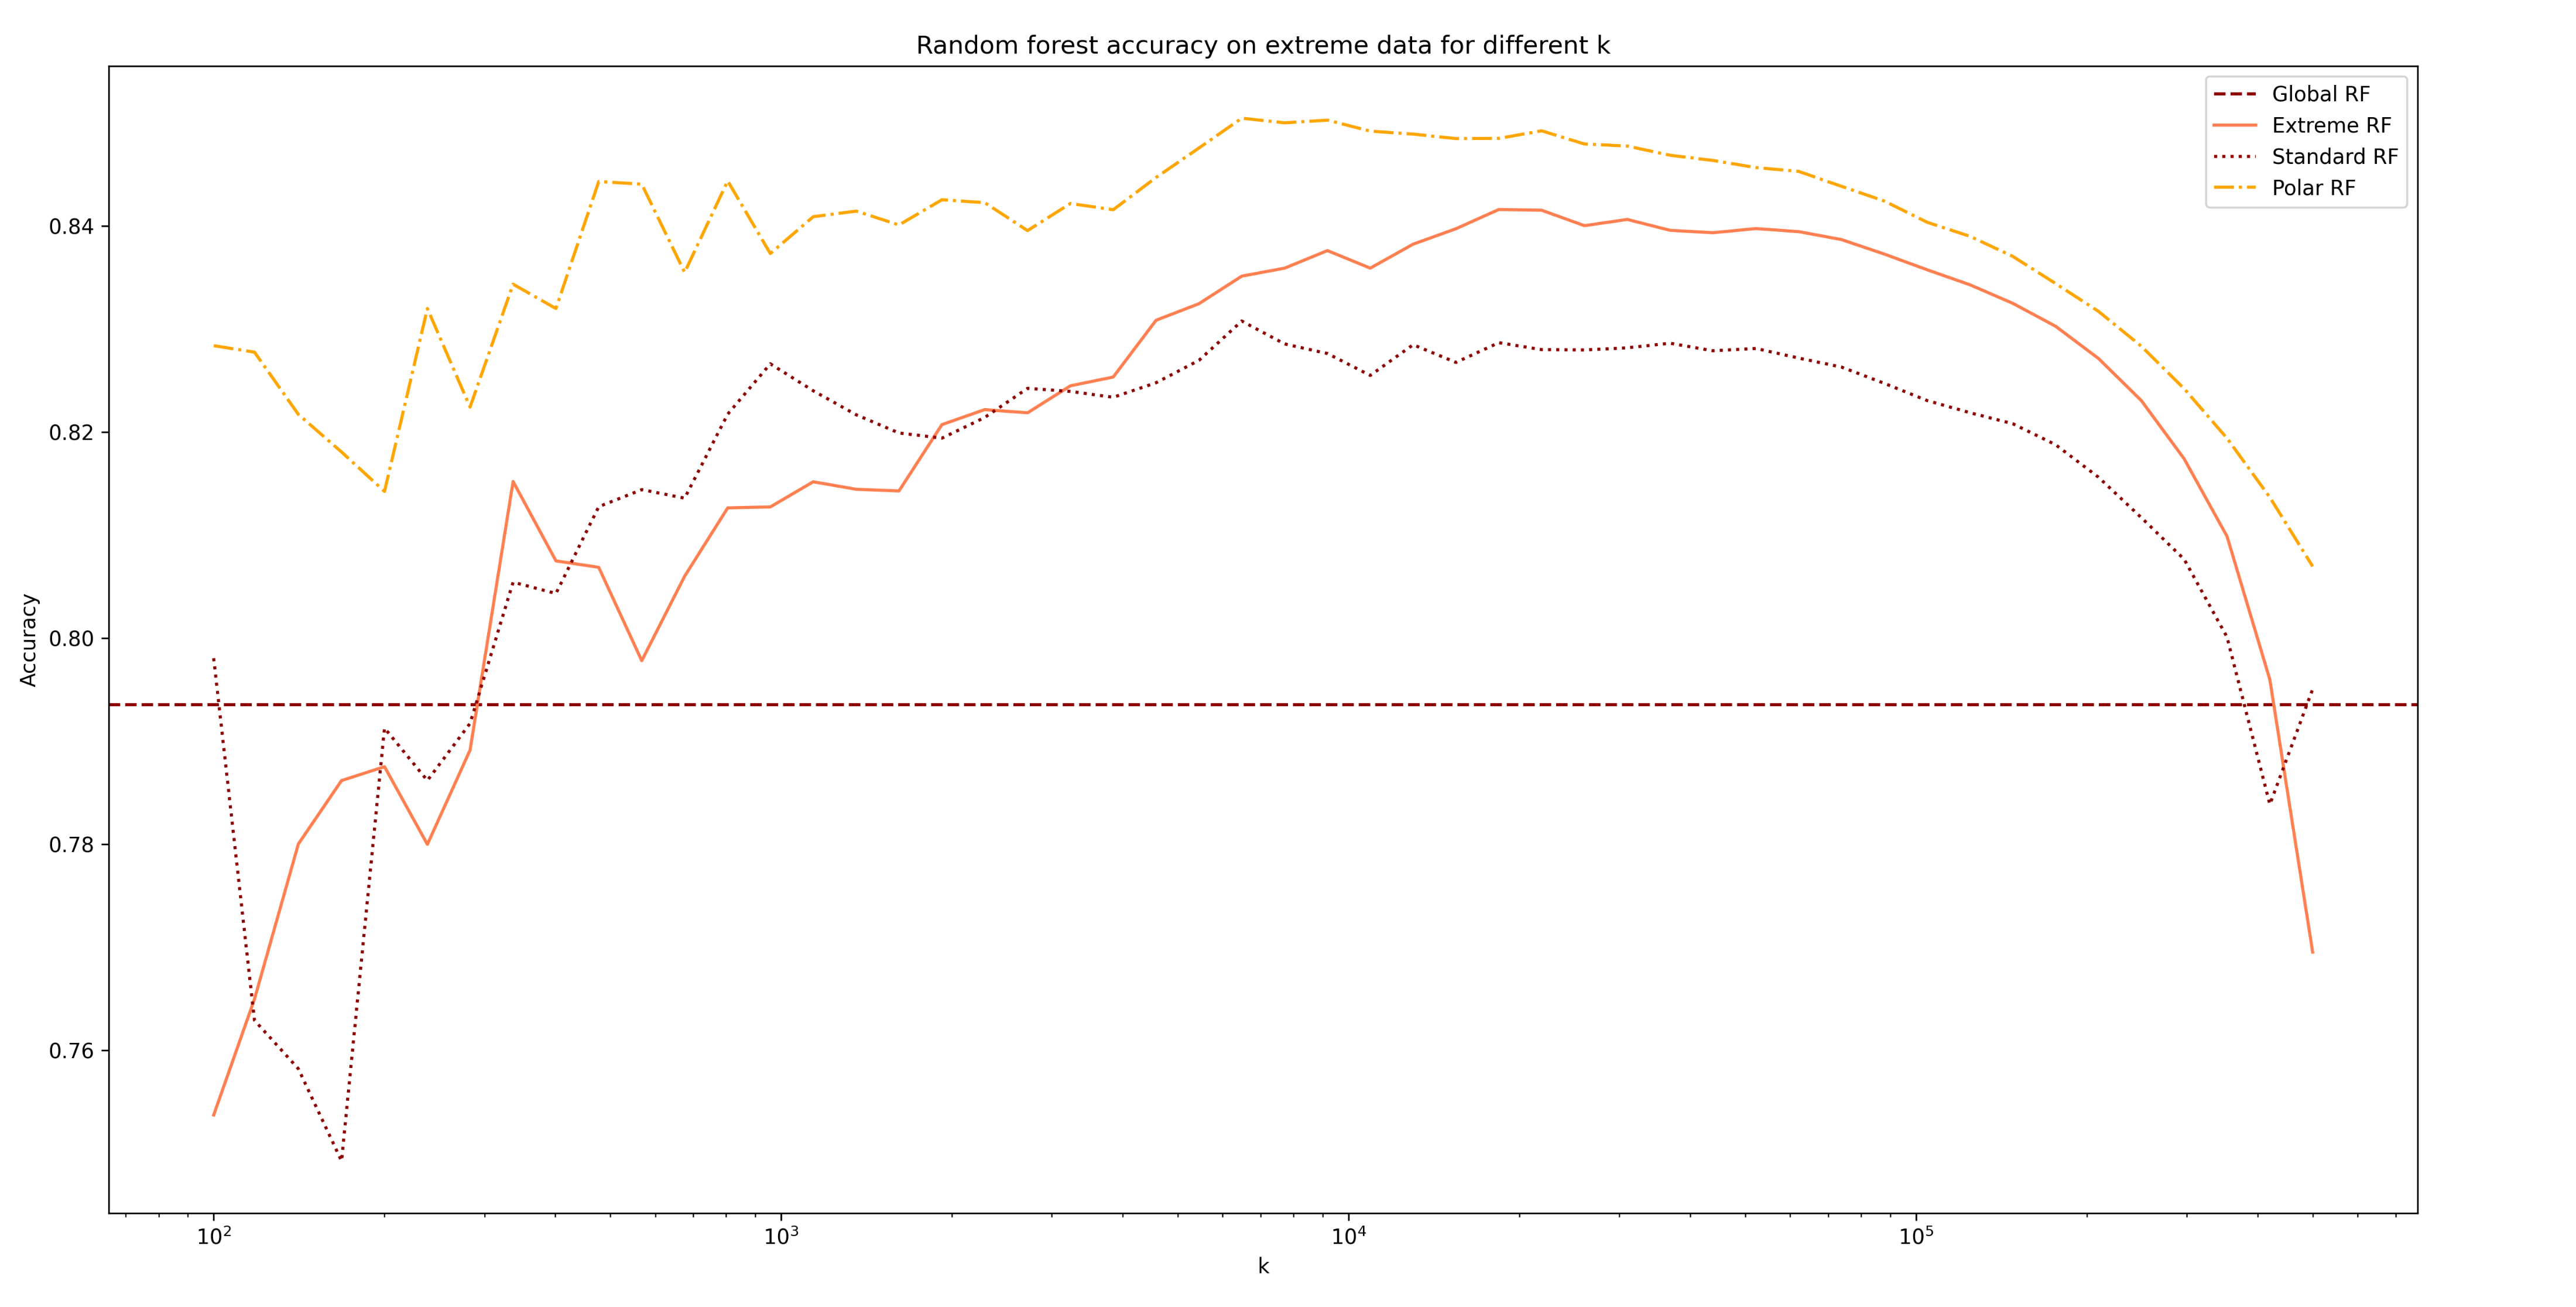 Random forest accuracy on extreme data for different k
Global RF
Extreme RF
Standard RF
Polar RF
Accuracy
0.84
0.82
0.80
0.78
0.76
10²
10³
10⁴
10⁵
k